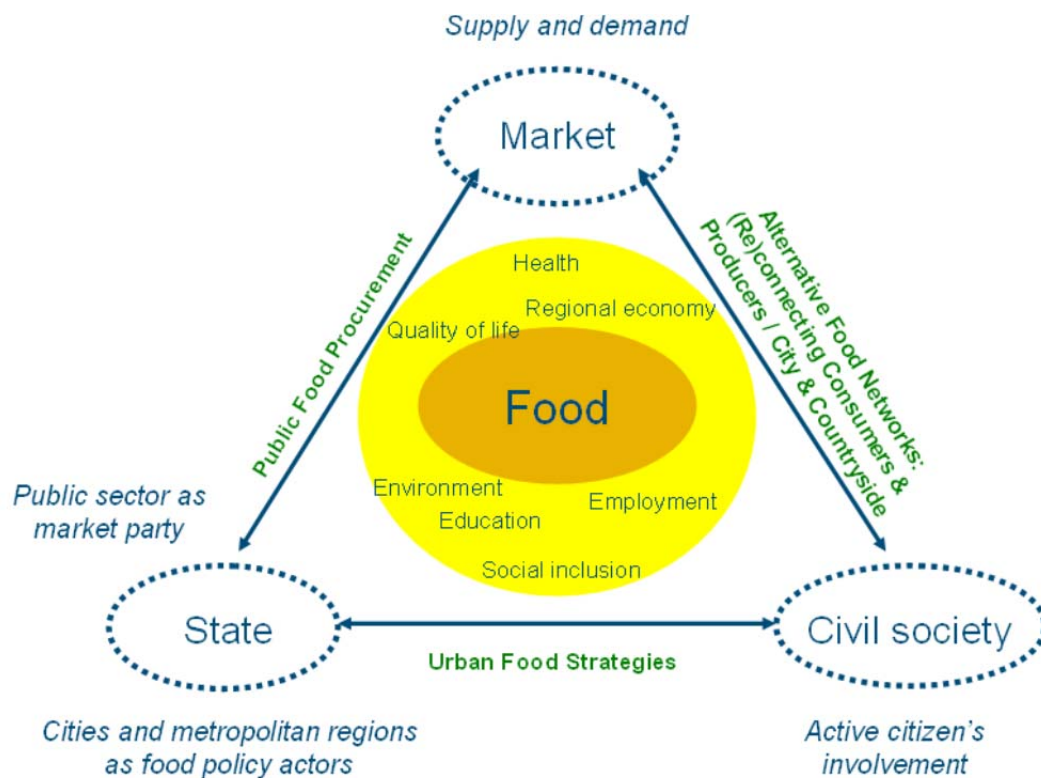 Supply and demand
Market
Public Food Procurement
Alternative Food Networks:
(Re)connecting Consumers &
Producers / City & Countryside
Health
Regional economy
Quality of life
Food
Environment
Employment
Education
Social inclusion
Public sector as
market party
State
Civil society
Urban Food Strategies
Cities and metropolitan regions
as food policy actors
Active citizen's
involvement